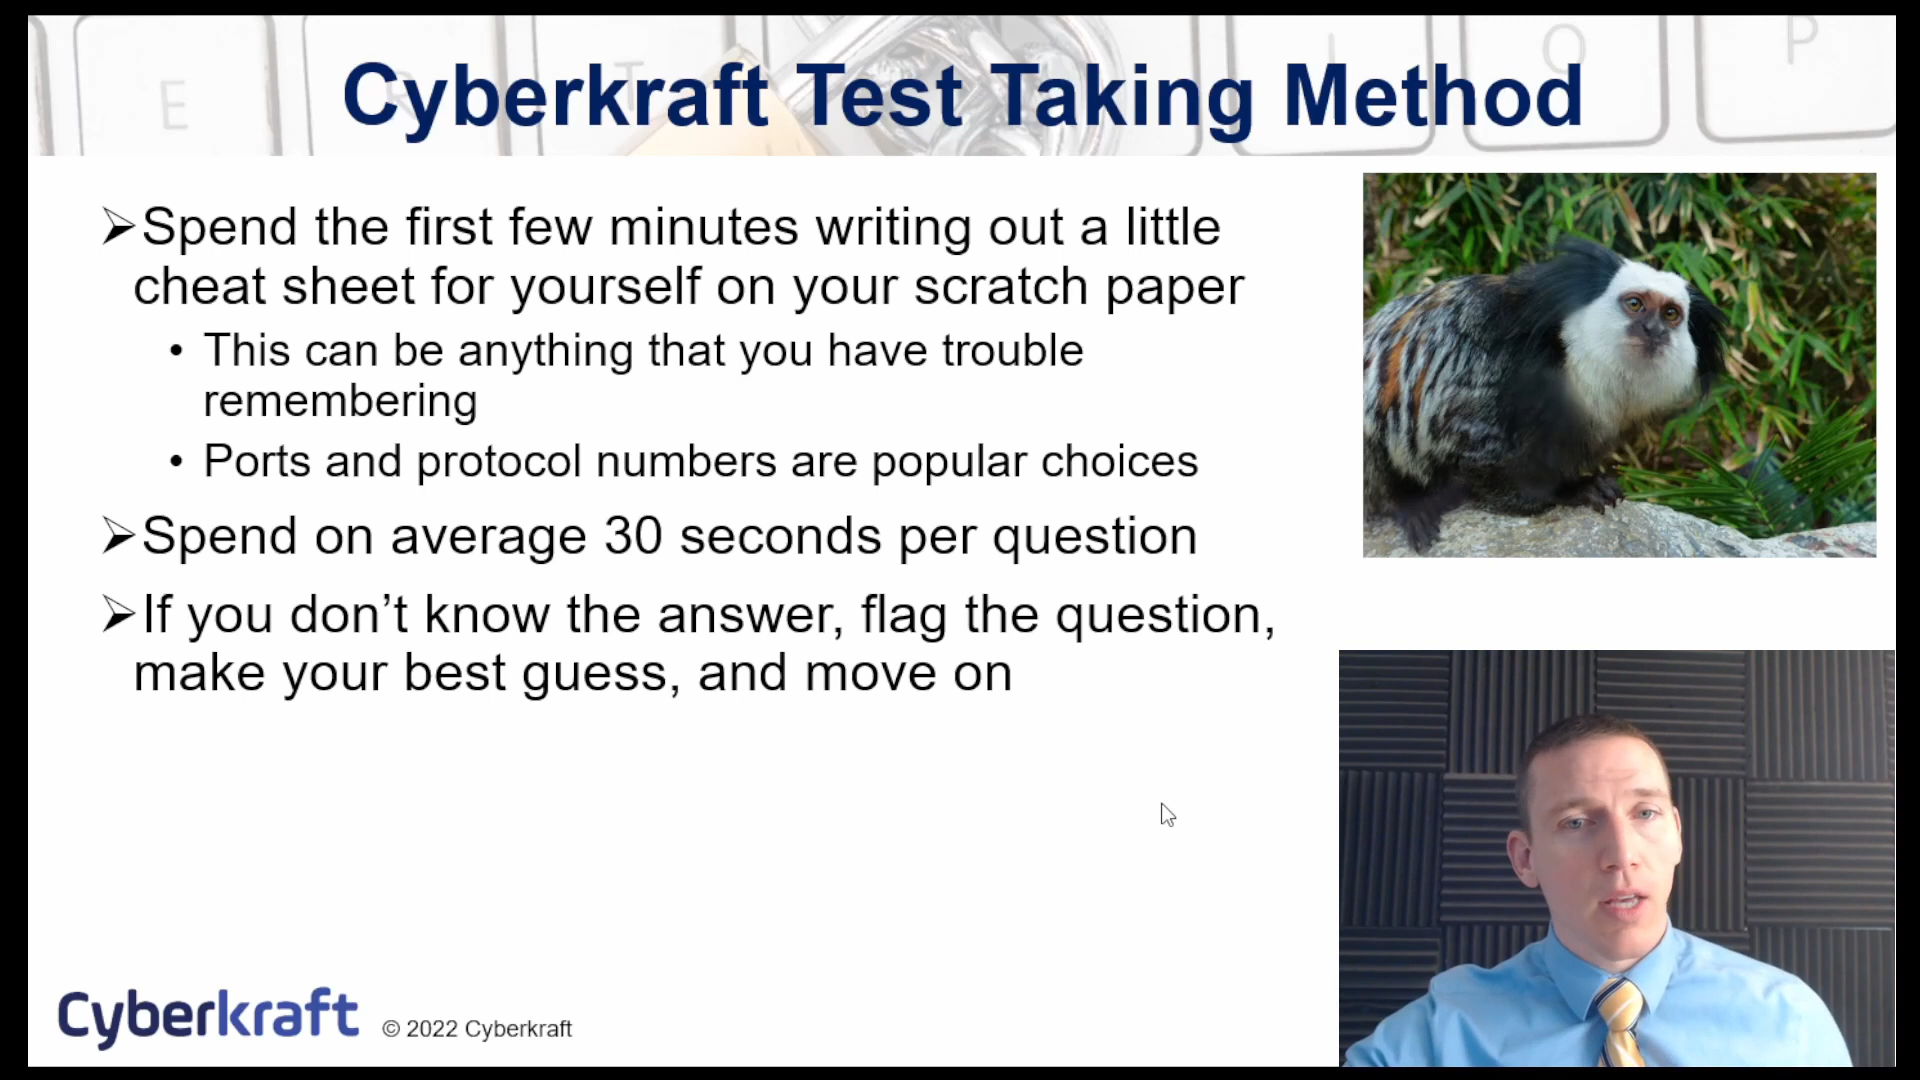 E R T I O P
Cyberkraft Test Taking Method
➢Spend the first few minutes writing out a little
cheat sheet for yourself on your scratch paper
• This can be anything that you have trouble
remembering
• Ports and protocol numbers are popular choices
➢Spend on average 30 seconds per question
➢If you don’t know the answer, flag the question,
make your best guess, and move on
Cyberkraft © 2022 Cyberkraft